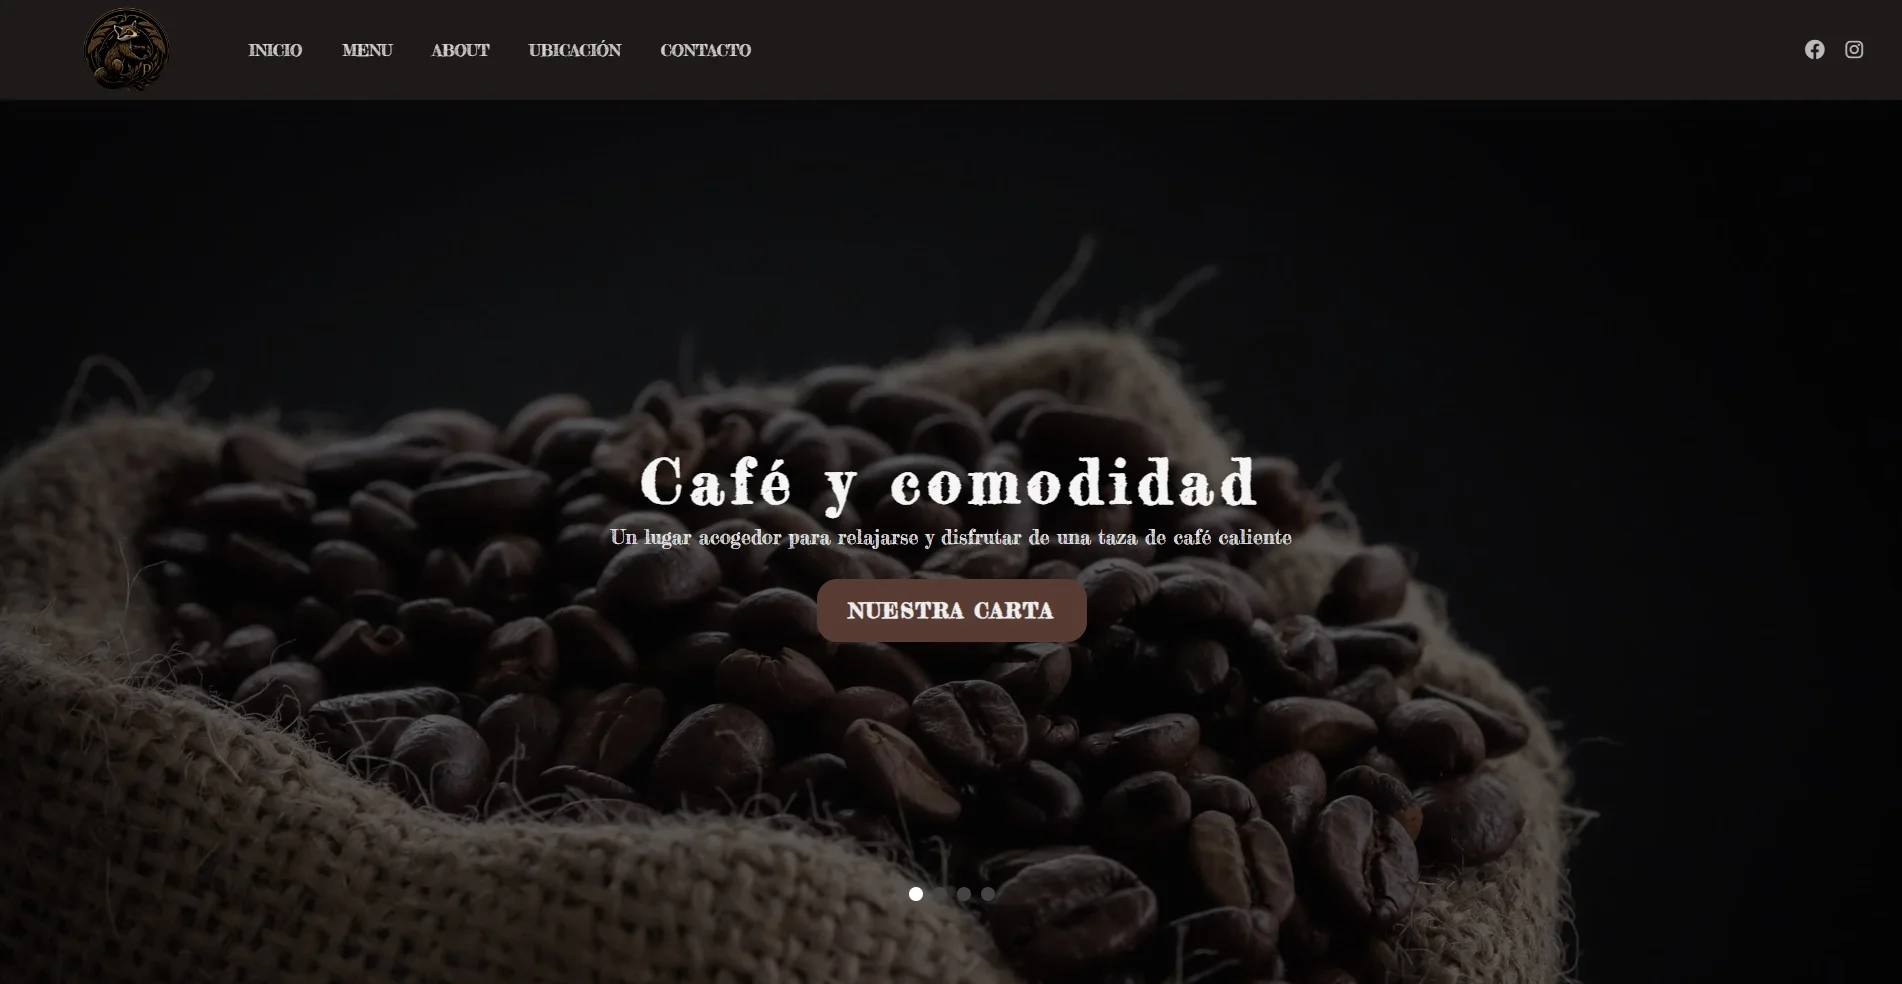 INICIO MENU ABOUT UBICACIÓN CONTACTO
Café y comodidad
Un lugar acogedor para relajarse y disfrutar de una taza de café caliente
NUESTRA CARTA